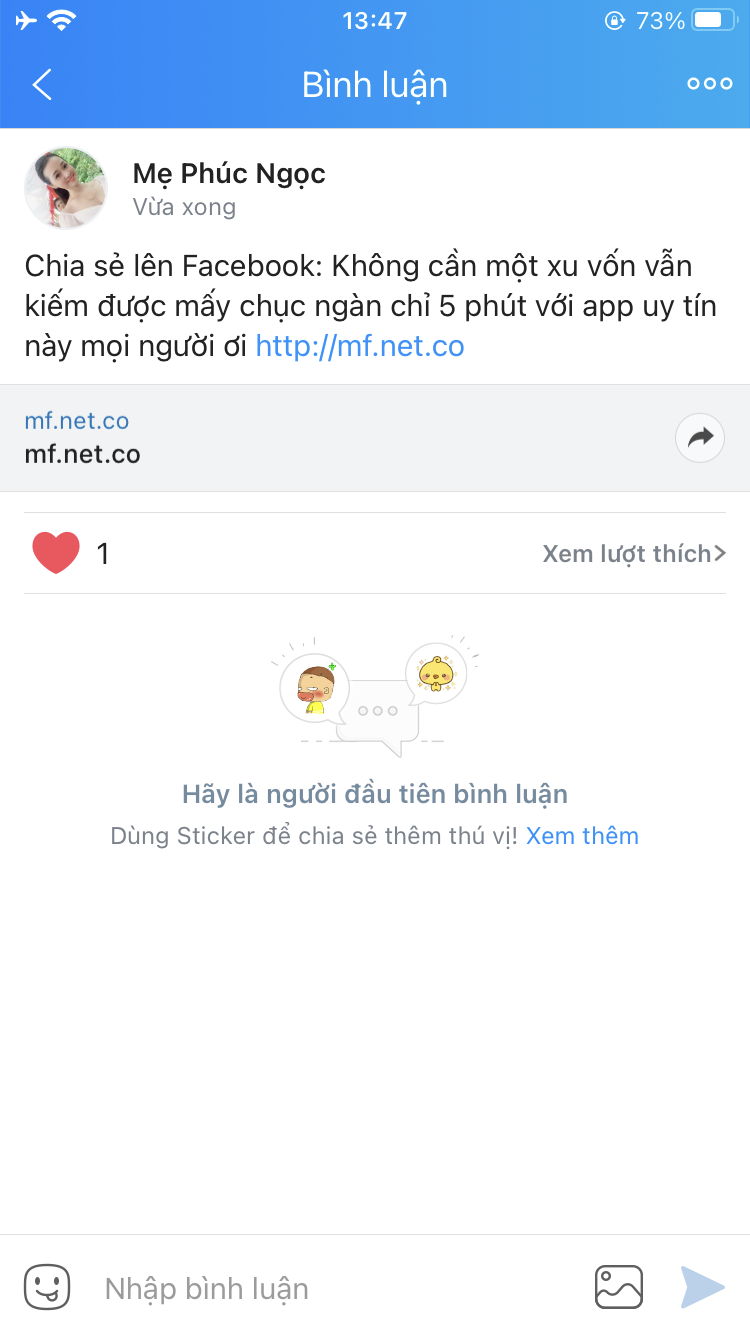 13:47
73%
Bình luận
Mẹ Phúc Ngọc
Vừa xong
Chia sẻ lên Facebook: Không cần một xu vốn vẫn
kiếm được mấy chục ngàn chỉ 5 phút với app uy tín
này mọi người ơi http://mf.net.co
mf.net.co
mf.net.co
1
Xem lượt thích>
Hãy là người đầu tiên bình luận
Dùng Sticker để chia sẻ thêm thú vị! Xem thêm
Nhập bình luận